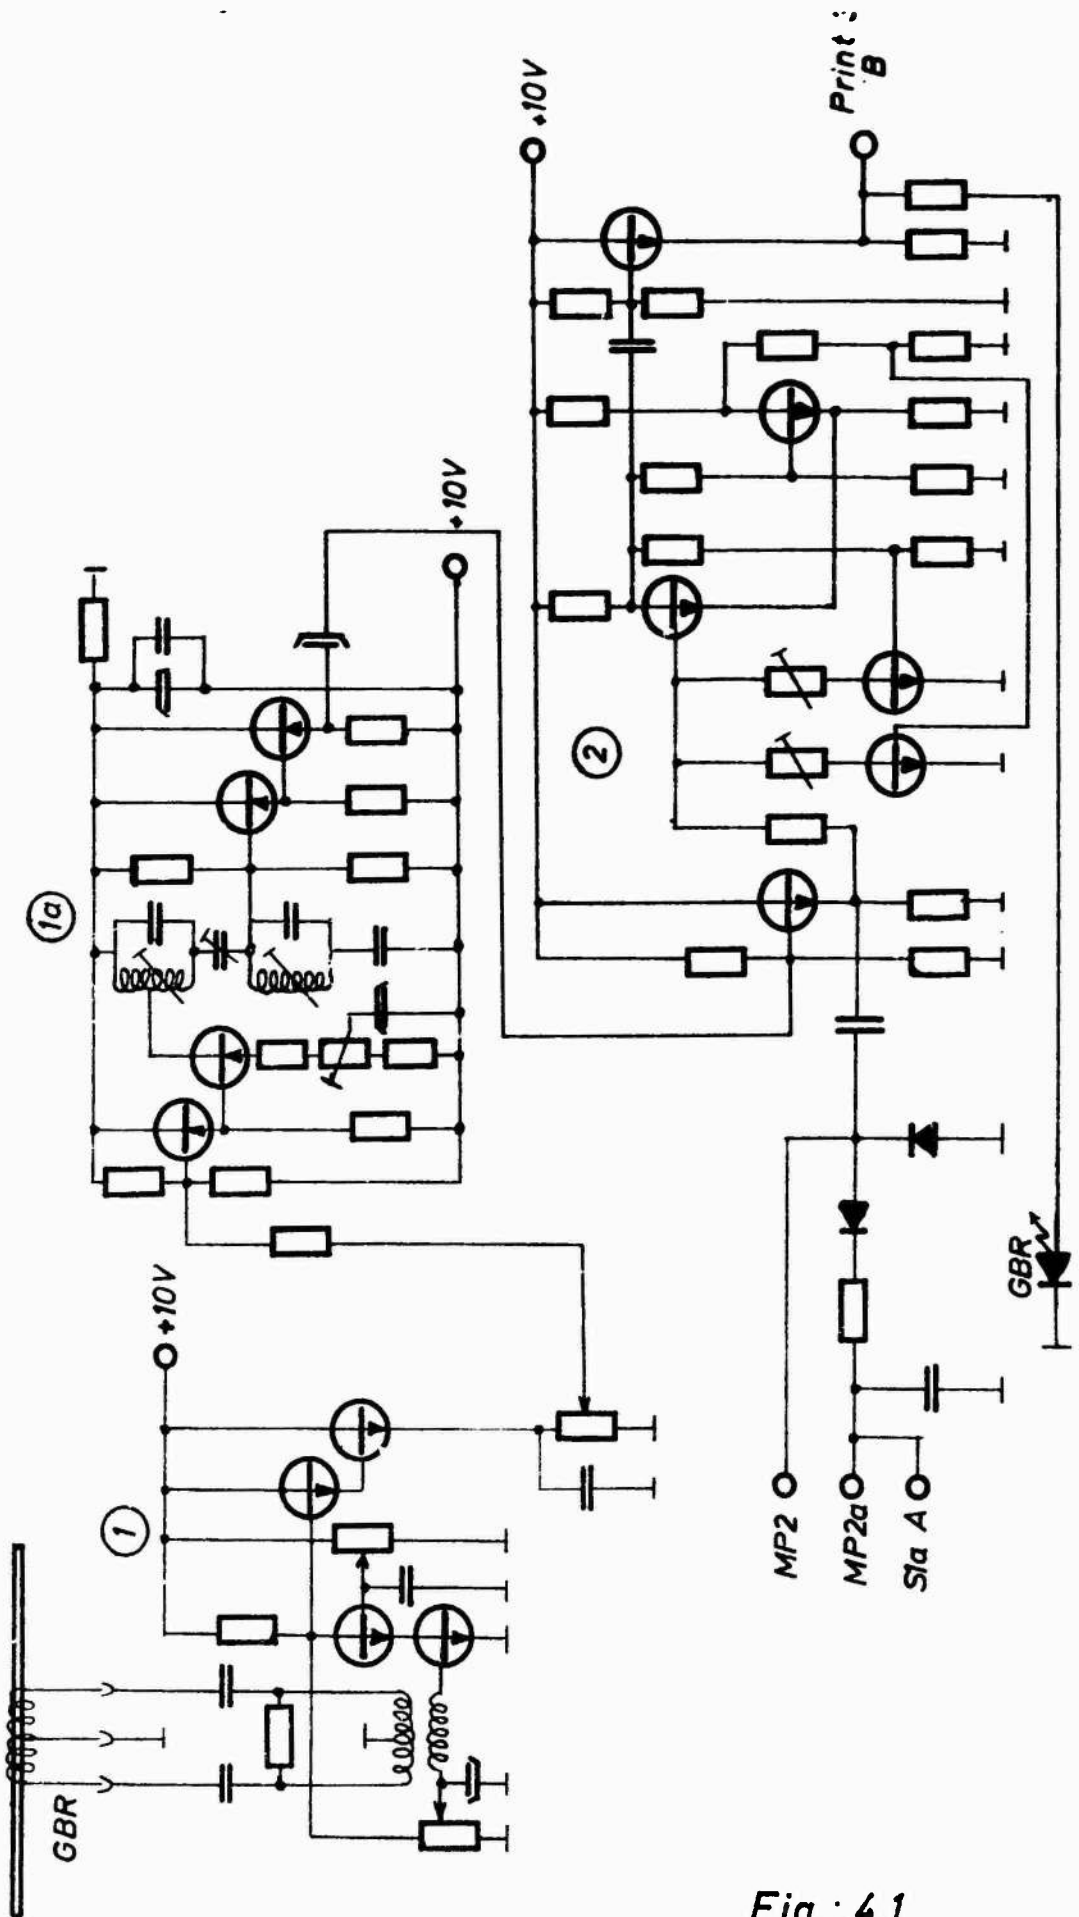 GBR
1
+10V
1a
+10V
2
+10V
Print :
B
MP2
MP2a
S1a A
GBR
Fig : 4.1